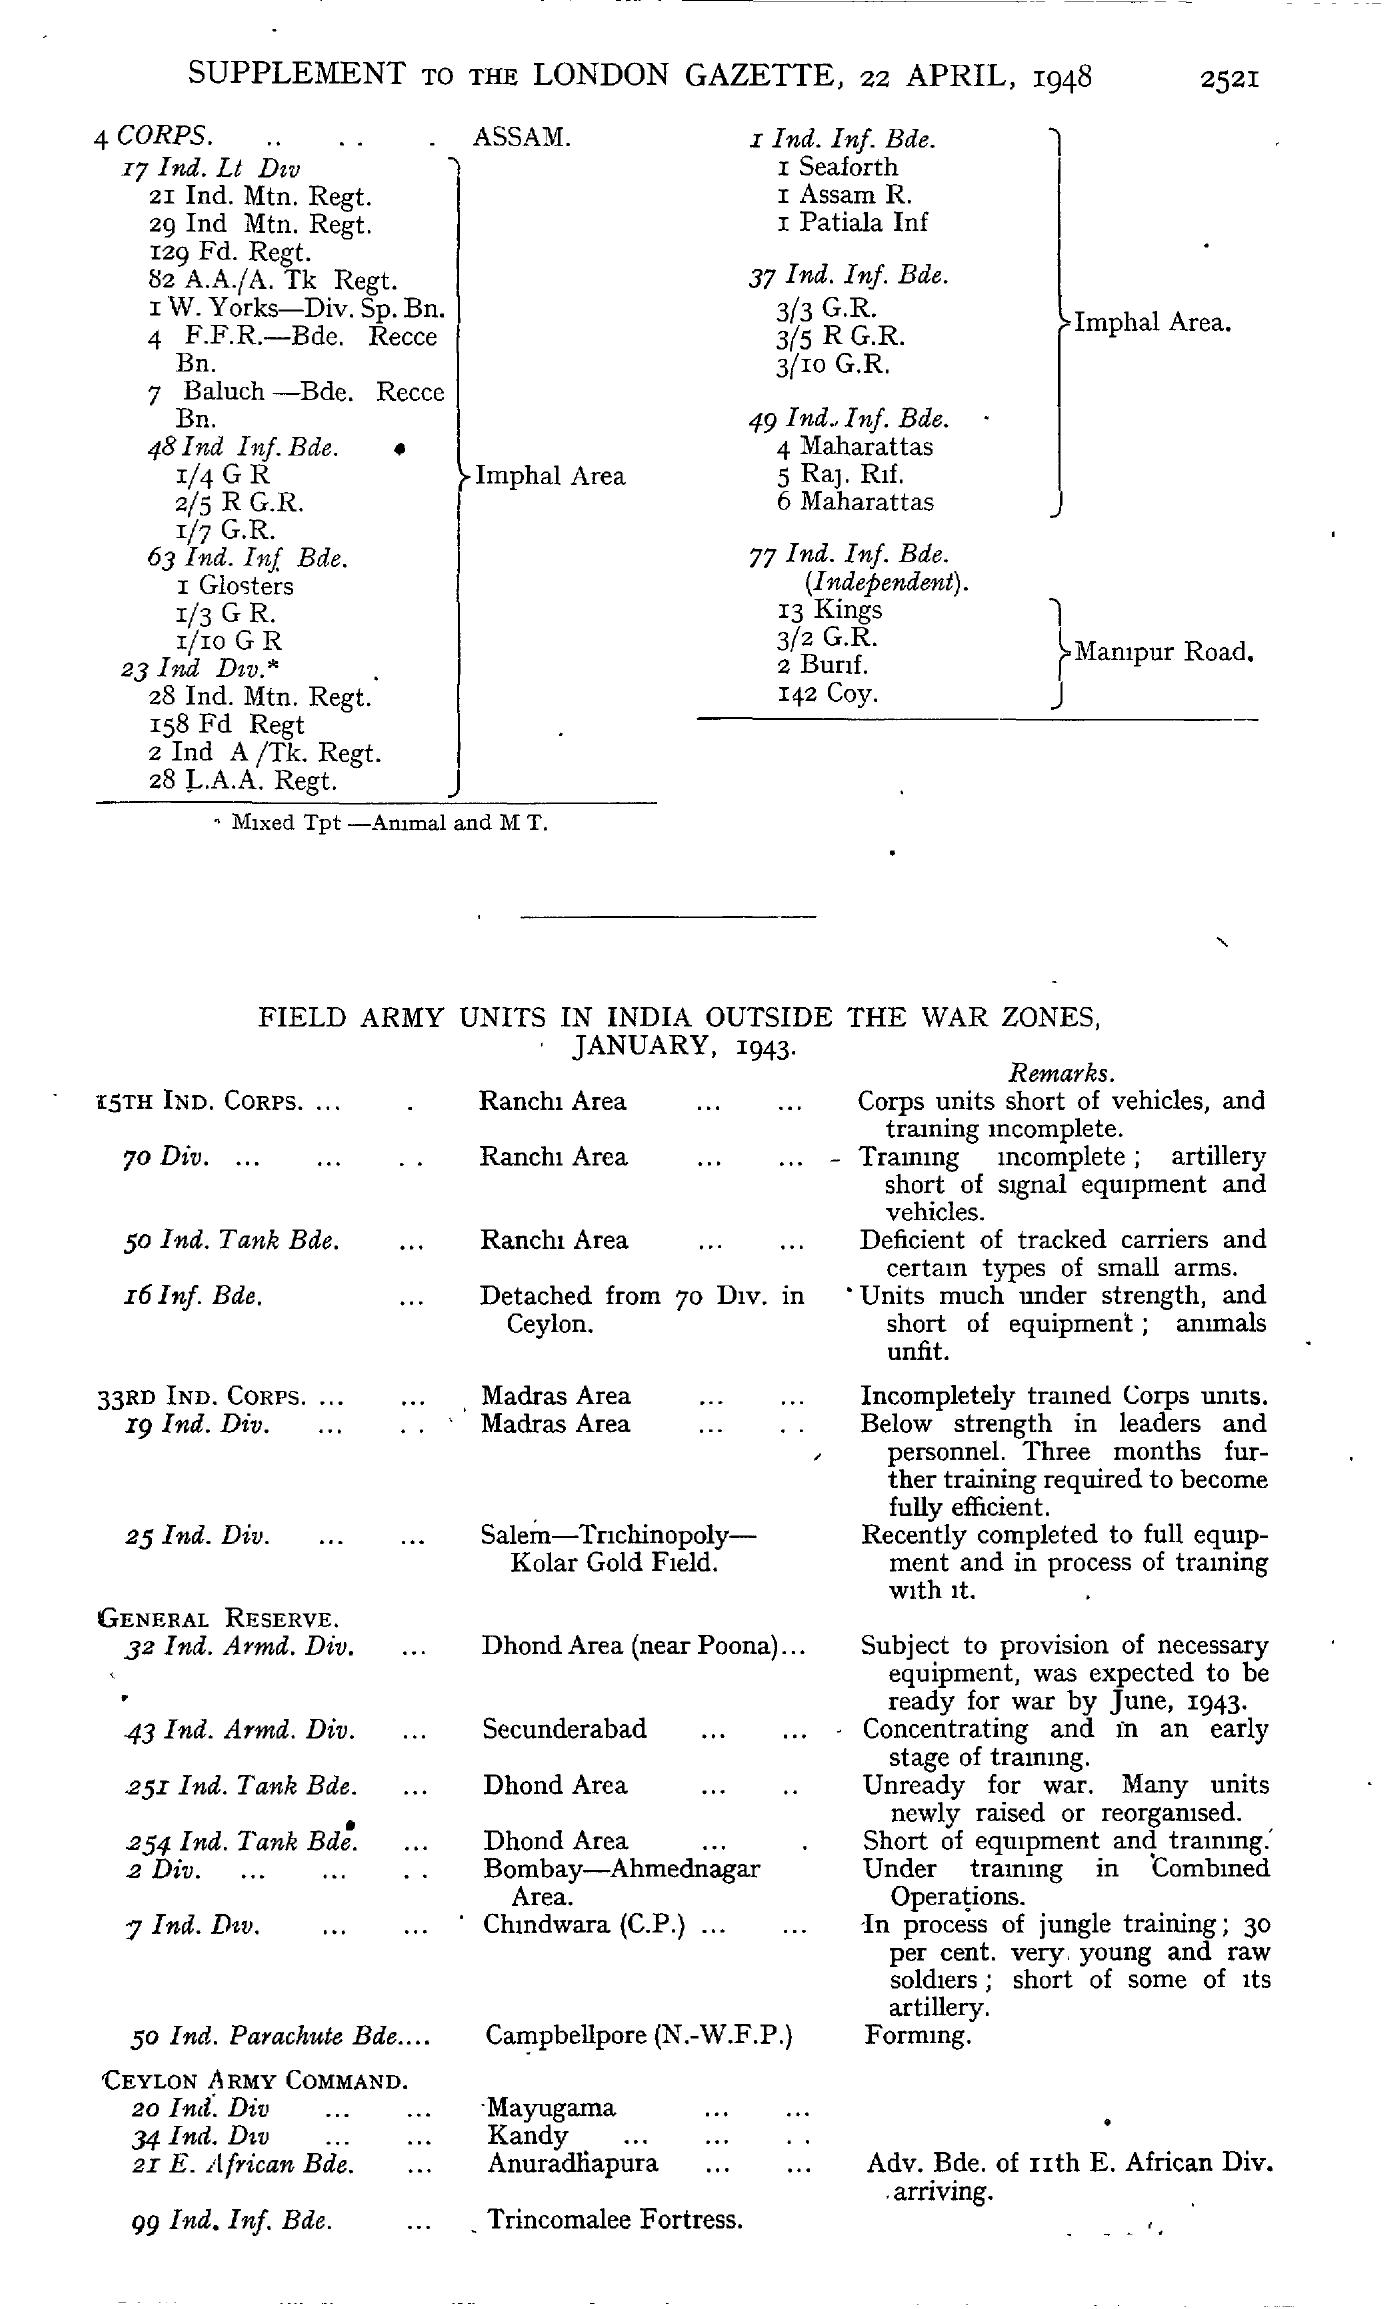 SUPPLEMENT TO THE LONDON GAZETTE, 22 APRIL, 1948 2521
4 CORPS. .. . . . ASSAM.
17 Ind. Lt Div
21 Ind. Mtn. Regt.
29 Ind Mtn. Regt.
129 Fd. Regt.
82 A.A./A. Tk Regt.
1 W. Yorks—Div. Sp. Bn.
4 F.F.R.—Bde. Recce
Bn.
7 Baluch —Bde. Recce
Bn.
48 Ind Inf. Bde.
1/4 G R
2/5 R G.R.
1/7 G.R.
63 Ind. Inf Bde.
1 Glosters
1/3 G R.
1/10 G R
23 Ind Div.*
28 Ind. Mtn. Regt.
158 Fd Regt
2 Ind A /Tk. Regt.
28 L.A.A. Regt.
Imphal Area
* Mixed Tpt —Animal and M T.
1 Ind. Inf. Bde.
1 Seaforth
1 Assam R.
1 Patiala Inf
37 Ind. Inf. Bde.
3/3 G.R.
3/5 R G.R.
3/10 G.R.
49 Ind. Inf. Bde.
4 Maharattas
5 Raj. Rif.
6 Maharattas
Imphal Area.
77 Ind. Inf. Bde.
(Independent).
13 Kings
3/2 G.R.
2 Burif.
142 Coy.
Manipur Road.
FIELD ARMY UNITS IN INDIA OUTSIDE THE WAR ZONES,
JANUARY, 1943.
Remarks.
15TH IND. CORPS. ... . Ranchi Area ... ... Corps units short of vehicles, and
training incomplete.
70 Div. ... ... . . Ranchi Area ... ... Training incomplete ; artillery
short of signal equipment and
vehicles.
50 Ind. Tank Bde. ... Ranchi Area ... ... Deficient of tracked carriers and
certain types of small arms.
16 Inf. Bde. ... Detached from 70 Div. in Units much under strength, and
Ceylon. short of equipment ; animals
unfit.
33RD IND. CORPS. ... ... Madras Area ... ... Incompletely trained Corps units.
19 Ind. Div. ... . . Madras Area ... . . Below strength in leaders and
personnel. Three months fur-
ther training required to become
fully efficient.
25 Ind. Div. ... ... Salem—Trichinopoly— Recently completed to full equip-
Kolar Gold Field. ment and in process of training
with it.
GENERAL RESERVE.
32 Ind. Armd. Div. ... Dhond Area (near Poona)... Subject to provision of necessary
equipment, was expected to be
ready for war by June, 1943.
43 Ind. Armd. Div. ... Secunderabad ... ... Concentrating and in an early
stage of training.
251 Ind. Tank Bde. ... Dhond Area ... .. Unready for war. Many units
newly raised or reorganised.
254 Ind. Tank Bde. ... Dhond Area ... . Short of equipment and training.
2 Div. ... ... . . Bombay—Ahmednagar Under training in Combined
Area. Operations.
7 Ind. Div. ... ... Chindwara (C.P.) ... ... In process of jungle training ; 30
per cent. very young and raw
soldiers ; short of some of its
artillery.
50 Ind. Parachute Bde.... Campbellpore (N.-W.F.P.) Forming.
CEYLON ARMY COMMAND.
20 Ind. Div ... ... Mayugama ... ...
34 Ind. Div ... ... Kandy ... ... . .
21 E. African Bde. ... Anuradhapura ... ... Adv. Bde. of 11th E. African Div.
arriving.
99 Ind. Inf. Bde. ... Trincomalee Fortress.